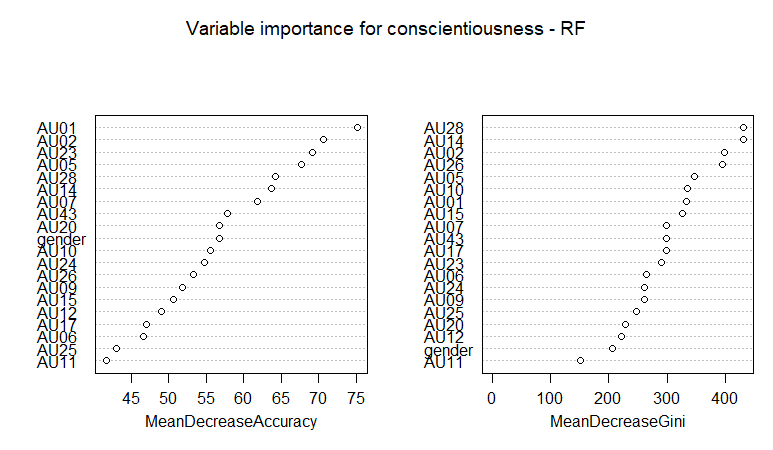 Variable importance for conscientiousness - RF
AU01
AU02
AU23
AU05
AU28
AU14
AU07
AU43
AU20
gender
AU10
AU24
AU26
AU09
AU15
AU12
AU17
AU06
AU25
AU11
45 50 55 60 65 70 75
MeanDecreaseAccuracy
AU28
AU14
AU02
AU26
AU05
AU10
AU01
AU15
AU07
AU43
AU17
AU23
AU06
AU24
AU09
AU25
AU20
AU12
gender
AU11
0 100 200 300 400
MeanDecreaseGini